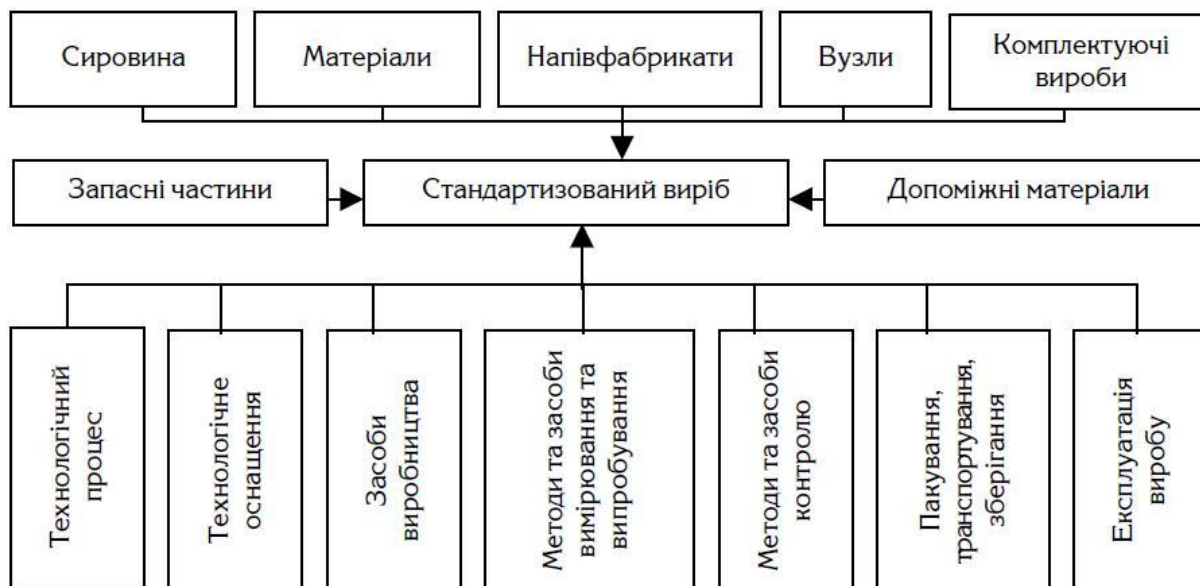 Сировина
Матеріали
Напівфабрикати
Вузли
Комплектуючі
вироби
Запасні частини
Стандартизований виріб
Допоміжні матеріали
Технологічний
процес
Технологічне
оснащення
Засоби
виробництва
Методи та засоби
вимірювання та
випробування
Методи та засоби
контролю
Пакування,
транспортування,
зберігання
Експлуатація
виробу